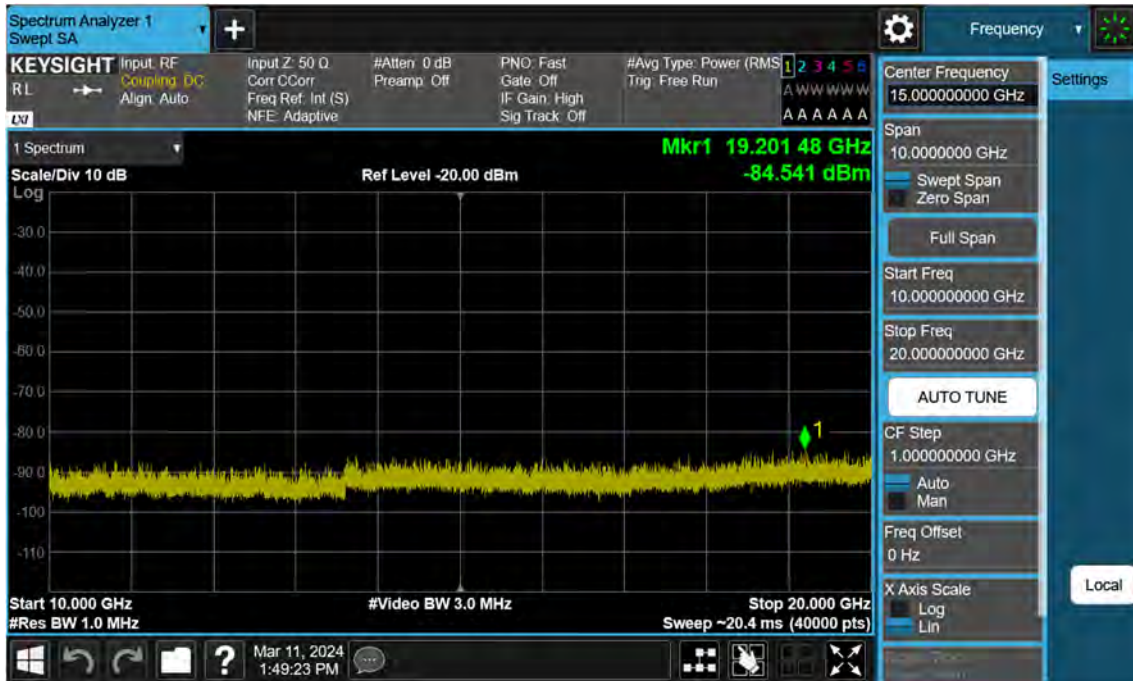 Spectrum Analyzer 1
Swept SA
+
Frequency
KEYSIGHT
RL
LXI
Input: RF
Coupling: DC
Align: Auto
Input Z: 50 Ω
Corr CCorr
Freq Ref: Int (S)
NFE: Adaptive
#Atten: 0 dB
Preamp: Off
PNO: Fast
Gate: Off
IF Gain: High
Sig Track: Off
#Avg Type: Power (RMS
Trig: Free Run
1 2 3 4 5 6
A W W W W W
A A A A A A
1 Spectrum
Mkr1 19.201 48 GHz
Scale/Div 10 dB
Ref Level -20.00 dBm
-84.541 dBm
Log
-30.0
-40.0
-50.0
-60.0
-70.0
-80.0
1
-90.0
-100
-110
Start 10.000 GHz
#Video BW 3.0 MHz
Stop 20.000 GHz
#Res BW 1.0 MHz
Sweep ~20.4 ms (40000 pts)
Mar 11, 2024
1:49:23 PM
?
Center Frequency
15.000000000 GHz
Settings
Span
10.0000000 GHz
Swept Span
Zero Span
Full Span
Start Freq
10.000000000 GHz
Stop Freq
20.000000000 GHz
AUTO TUNE
CF Step
1.000000000 GHz
Auto
Man
Freq Offset
0 Hz
X Axis Scale
Log
Lin
Local